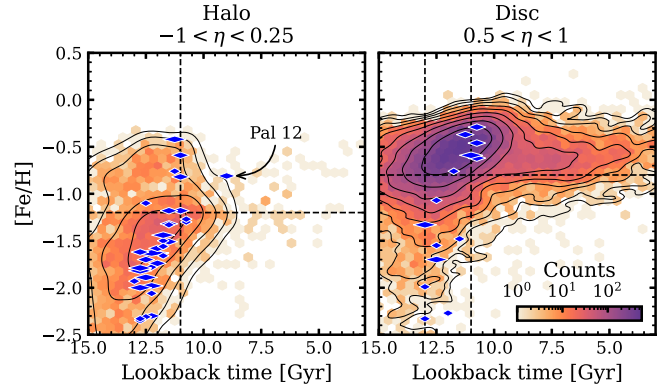 Halo
−1 < η < 0.25
Disc
0.5 < η < 1
[Fe/H]
0.5
0.0
−0.5
−1.0
−1.5
−2.0
−2.5
Pal 12
Counts
10⁰ 10¹ 10²
15.0 12.5 10.0 7.5 5.0
15.0 12.5 10.0 7.5 5.0
Lookback time [Gyr]
Lookback time [Gyr]